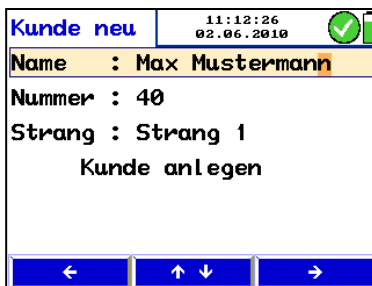 Kunde neu
11:12:26
02.06.2010
Name : Max Mustermann
Nummer : 40
Strang : Strang 1
Kunde anlegen
← ↑ ↓ →